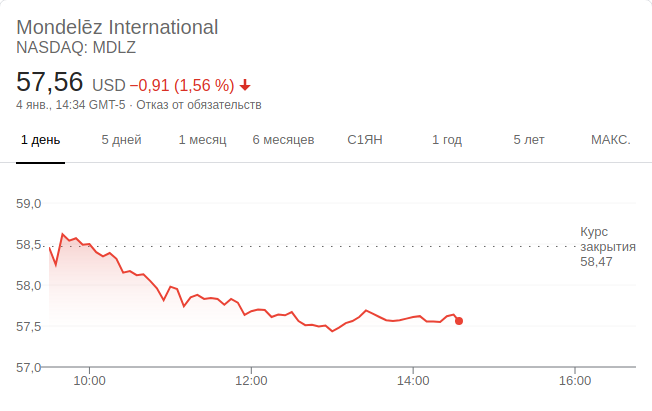 Mondelēz International
NASDAQ: MDLZ
57,56 USD −0,91 (1,56 %)
4 янв., 14:34 GMT-5 · Отказ от обязательств
1 день 5 дней 1 месяц 6 месяцев С1ЯН 1 год 5 лет МАКС.
59,0
58,5
58,0
57,5
57,0
Курс
закрытия
58,47
10:00 12:00 14:00 16:00